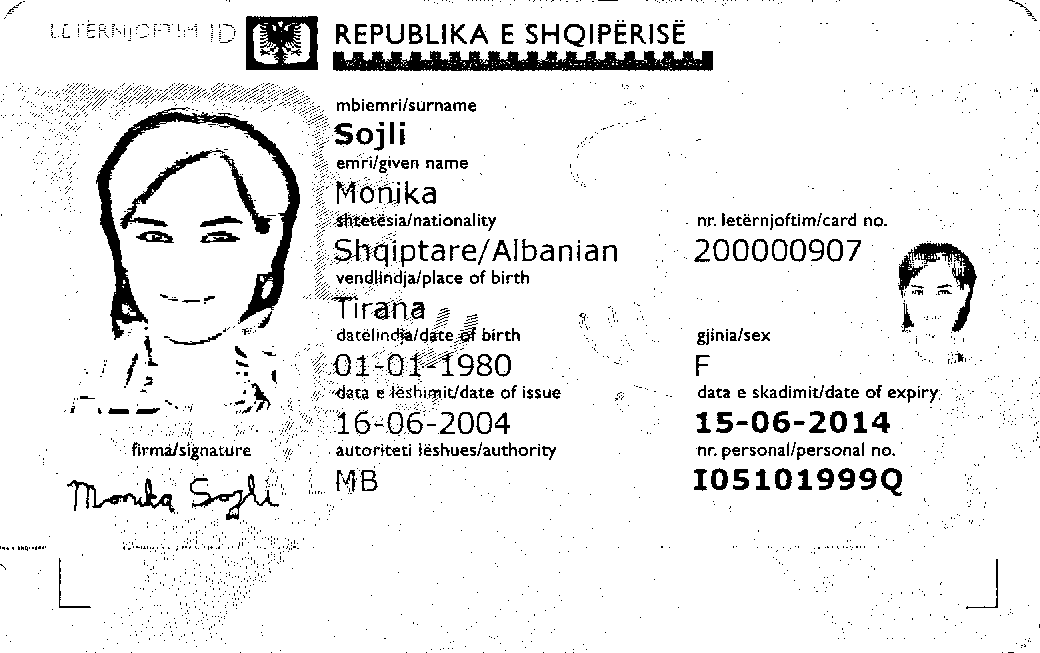 LETËRNJOFTIM ID
REPUBLIKA E SHQIPËRISË
mbiemri/surname
Sojli
emri/given name
Monika
shtetësia/nationality
nr. letërnjoftim/card no.
Shqiptare/Albanian
200000907
vendlindja/place of birth
Tirana
datëlindja/date of birth
gjinia/sex
01-01-1980
F
data e lëshimit/date of issue
data e skadimit/date of expiry
16-06-2004
15-06-2014
firma/signature
autoriteti lëshues/authority
nr. personal/personal no.
Monika Sojli
MB
I05101999Q